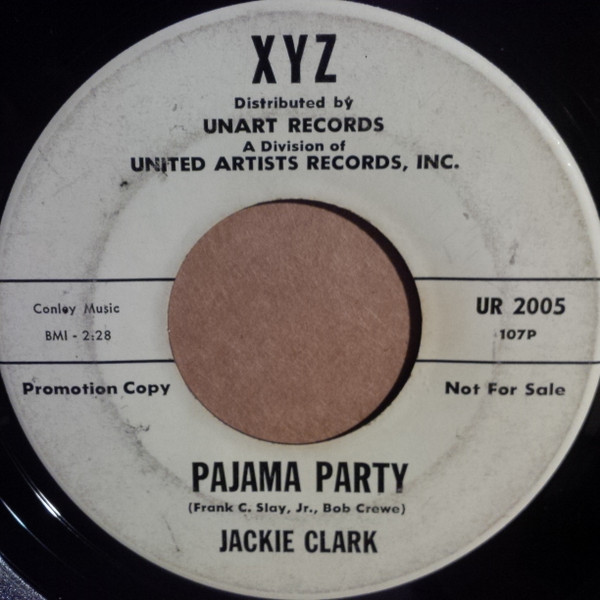 XYZ
Distributed by
UNART RECORDS
A Division of
UNITED ARTISTS RECORDS, INC.
Conley Music
BMI - 2:28
UR 2005
107P
Promotion Copy
Not For Sale
PAJAMA PARTY
(Frank C. Slay, Jr., Bob Crewe)
JACKIE CLARK